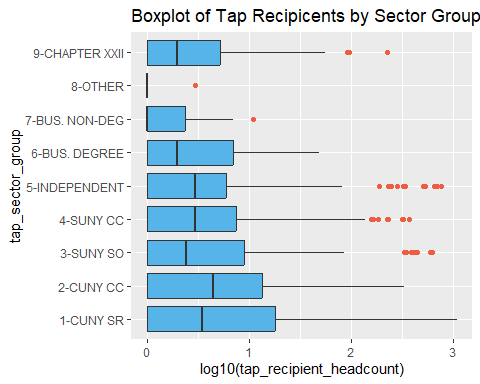 Boxplot of Tap Recipicents by Sector Group
tap_sector_group
9-CHAPTER XXII
8-OTHER
7-BUS. NON-DEG
6-BUS. DEGREE
5-INDEPENDENT
4-SUNY CC
3-SUNY SO
2-CUNY CC
1-CUNY SR
0 1 2 3
log10(tap_recipient_headcount)